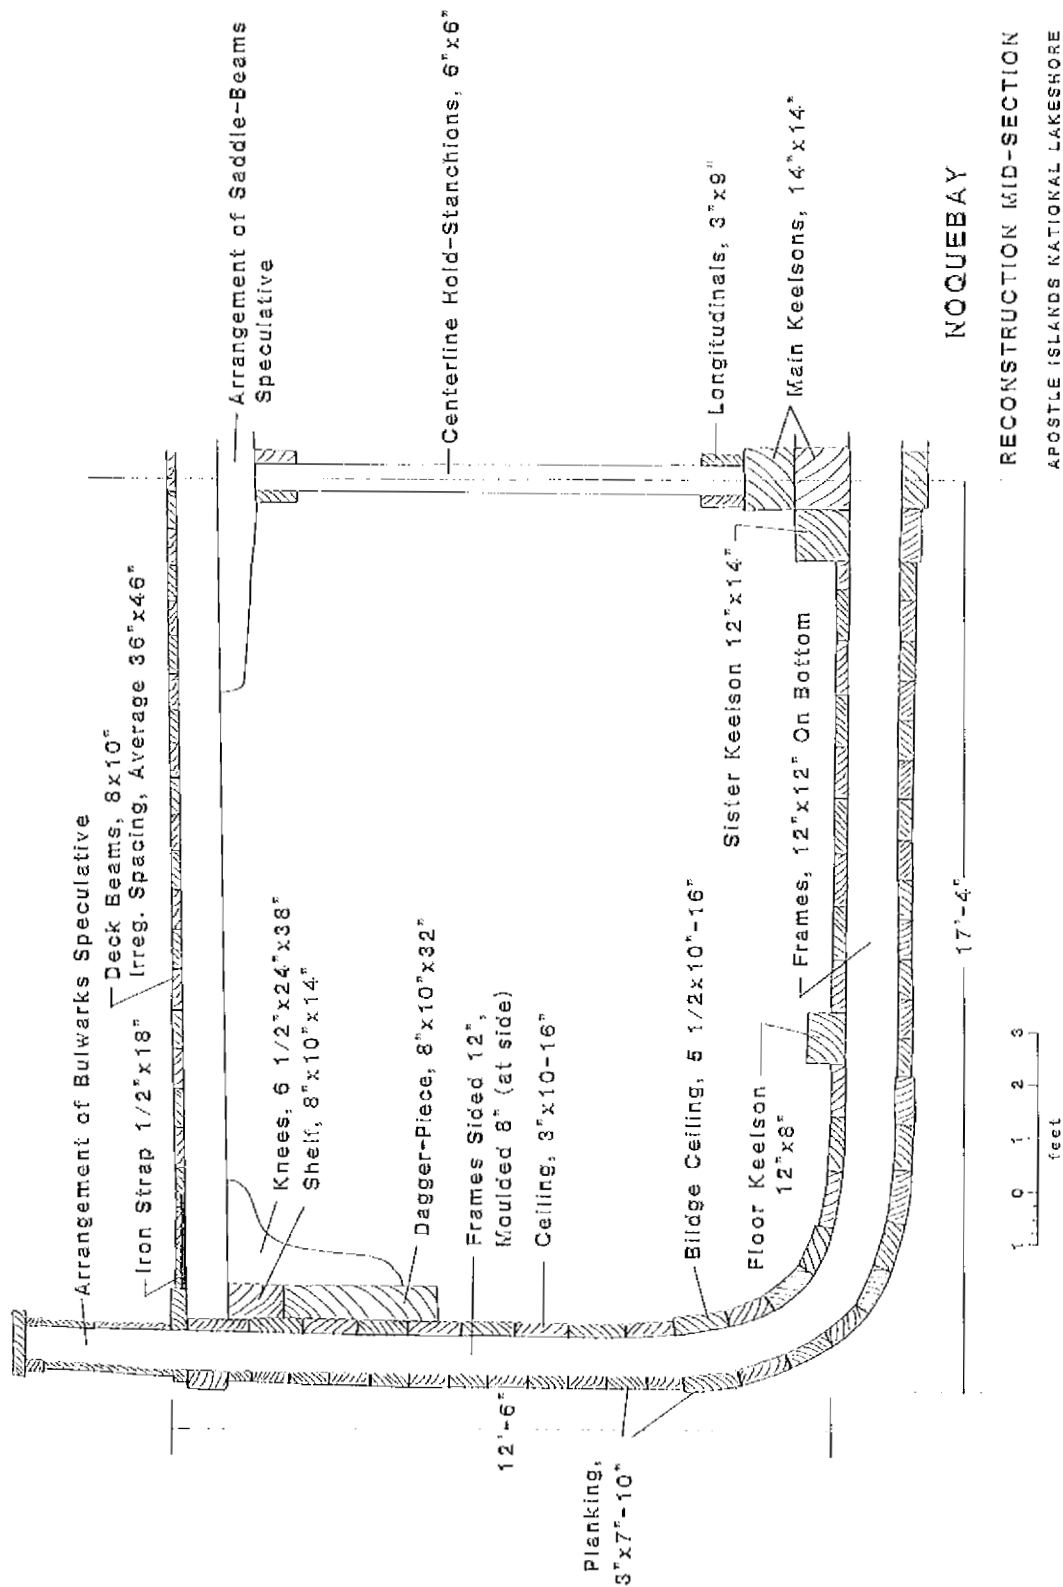 Arrangement of Bulwarks Speculative
Deck Beams, 8x10"
Irreg. Spacing, Average 36"x46"
Iron Strap 1/2"x18"
Arrangement of Saddle-Beams
Speculative
Knees, 6 1/2"x24"x38"
Shelf, 8"x10"x14"
Dagger-Piece, 8"x10"x32"
Centerline Hold-Stanchions, 6"x6"
Frames Sided 12",
Moulded 8" (at side)
Ceiling, 3"x10-16"
12'-6"
Planking,
3"x7"-10"
Bildge Ceiling, 5 1/2x10"-16"
Longitudinals, 3"x9"
Sister Keelson 12"x14"
Main Keelsons, 14"x14"
Floor Keelson
12"x8"
Frames, 12"x12" On Bottom
17'-4"
1 0 1 2 3
feet
NOQUEBAY
RECONSTRUCTION MID-SECTION
APOSTLE ISLANDS NATIONAL LAKESHORE